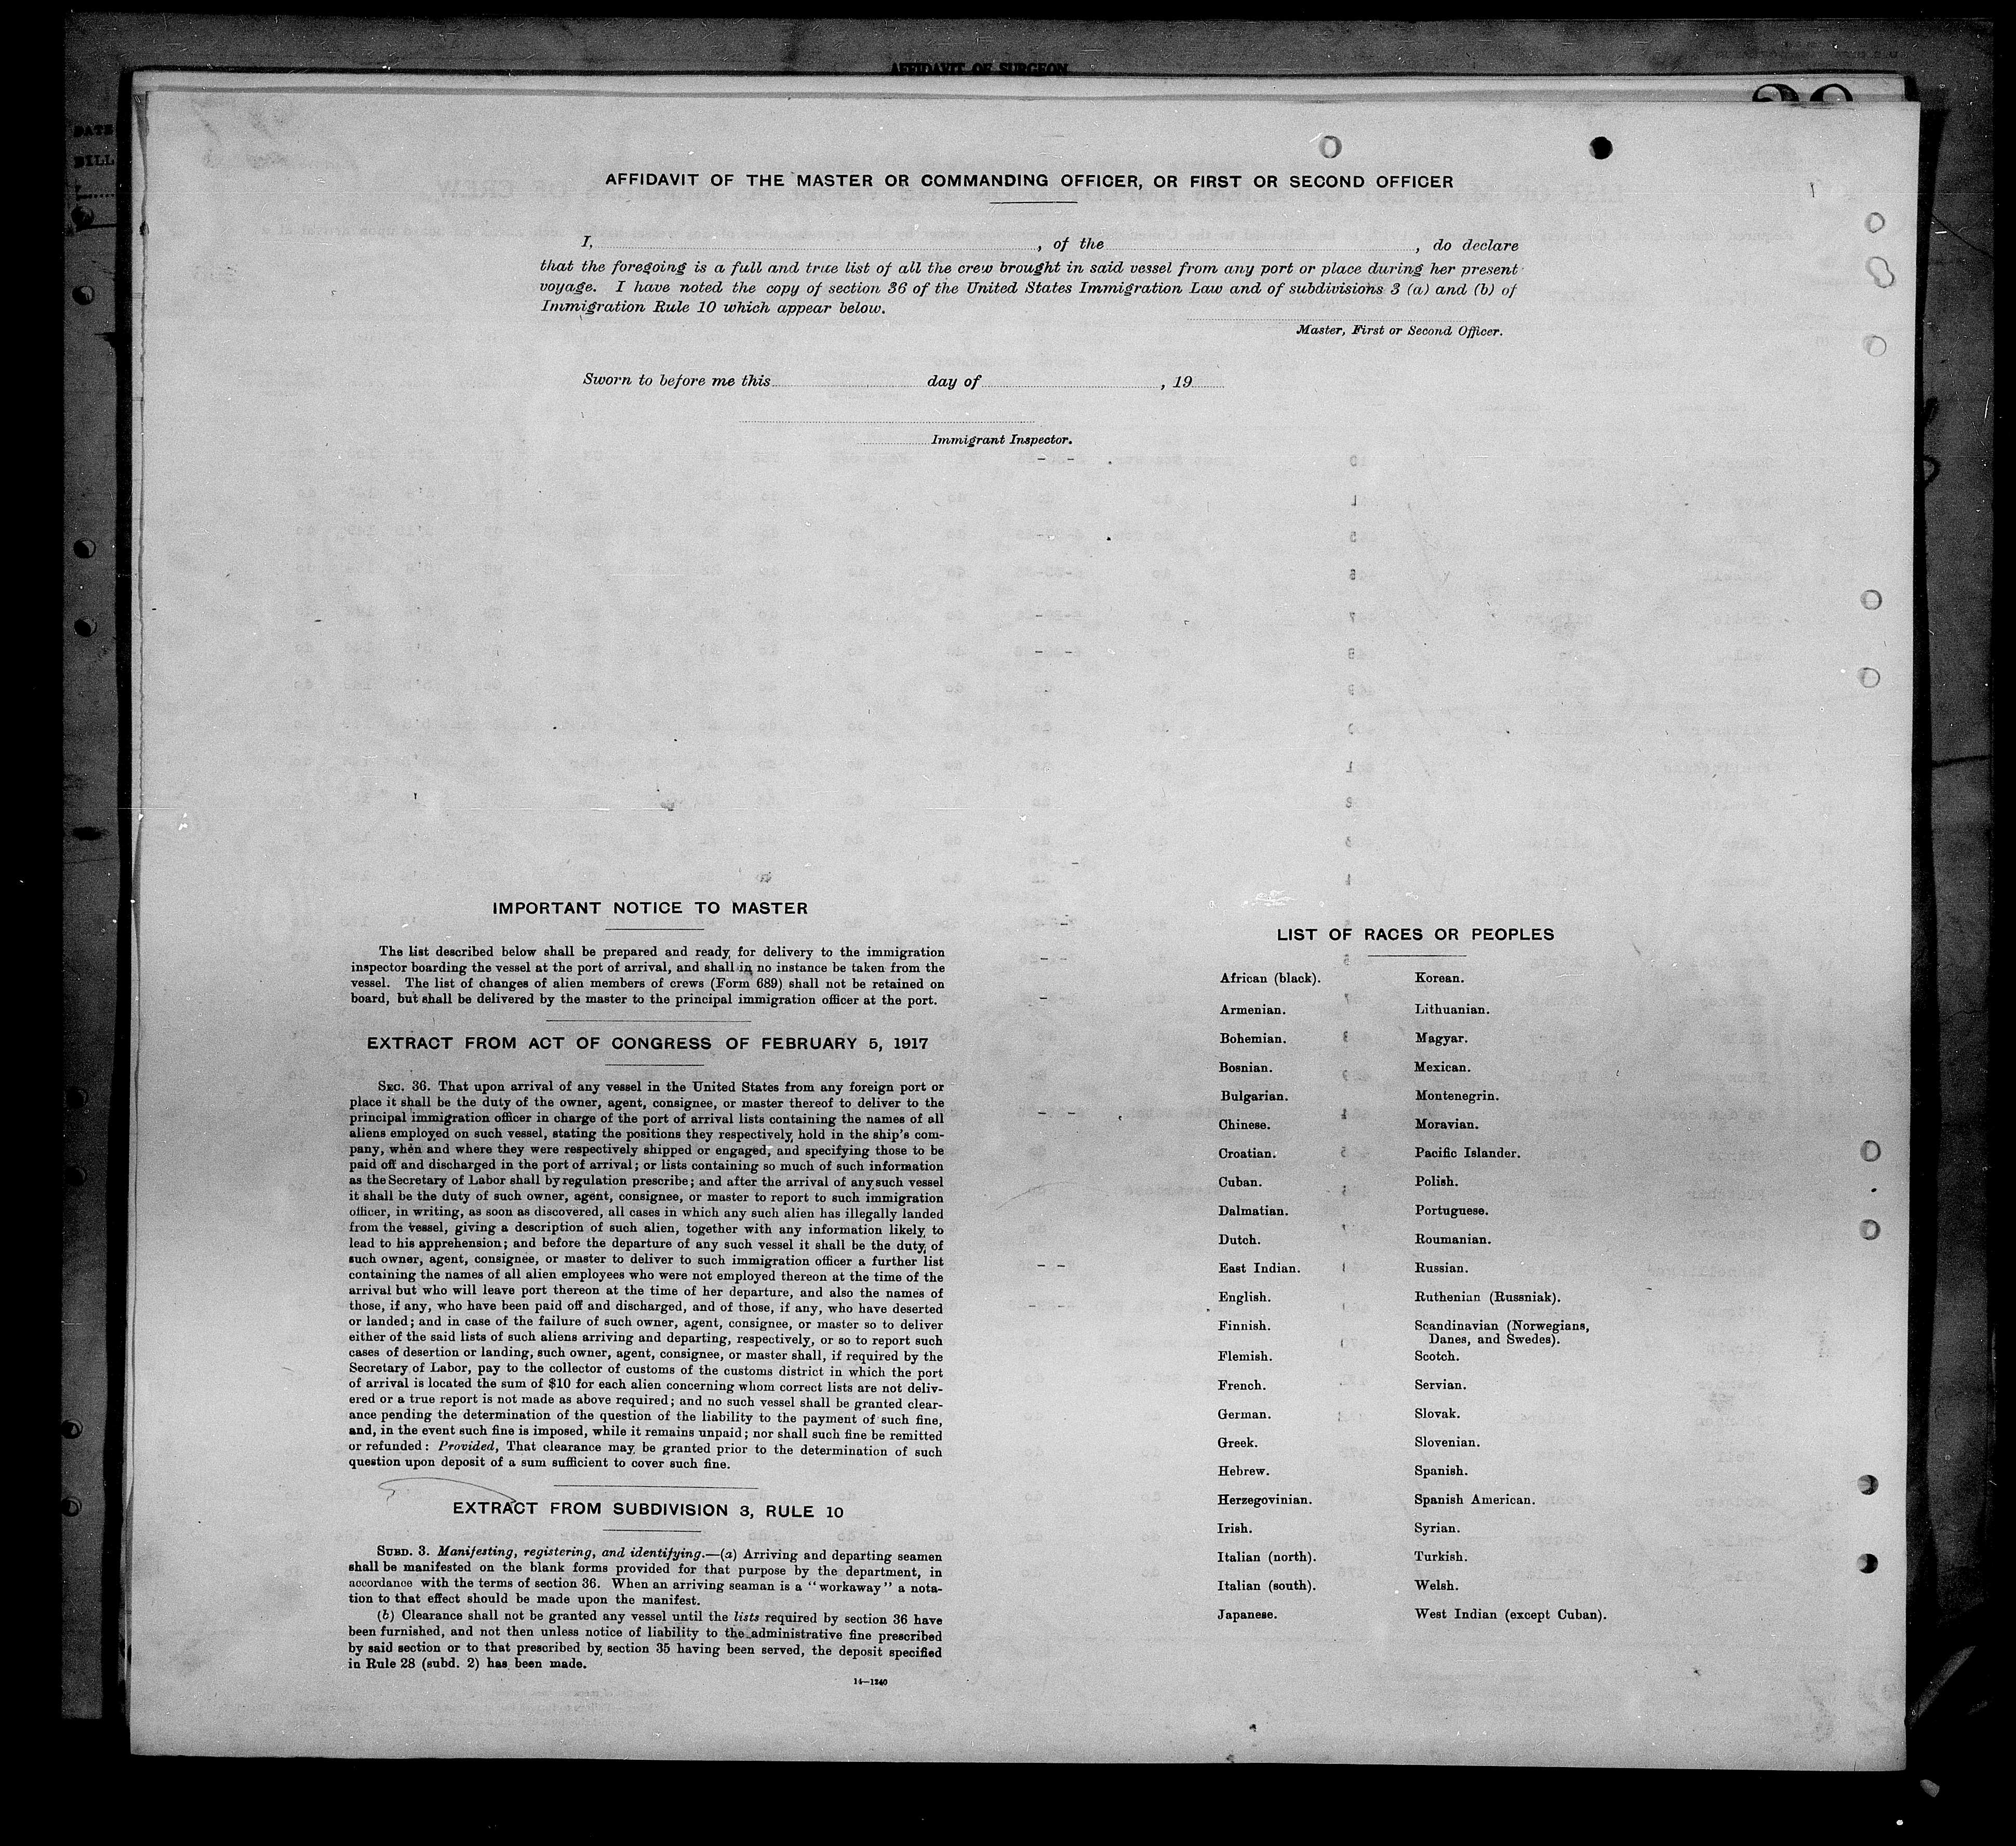 AFFIDAVIT OF SURGEON
DATE
BILL
AFFIDAVIT OF THE MASTER OR COMMANDING OFFICER, OR FIRST OR SECOND OFFICER
I, , of the , do declare
that the foregoing is a full and true list of all the crew brought in said vessel from any port or place during her present
voyage. I have noted the copy of section 36 of the United States Immigration Law and of subdivisions 3 (a) and (b) of
Immigration Rule 10 which appear below.
Master, First or Second Officer.
Sworn to before me this day of , 19
Immigrant Inspector.
IMPORTANT NOTICE TO MASTER
The list described below shall be prepared and ready for delivery to the immigration
inspector boarding the vessel at the port of arrival, and shall in no instance be taken from the
vessel. The list of changes of alien members of crews (Form 689) shall not be retained on
board, but shall be delivered by the master to the principal immigration officer at the port.
EXTRACT FROM ACT OF CONGRESS OF FEBRUARY 5, 1917
SEC. 36. That upon arrival of any vessel in the United States from any foreign port or
place it shall be the duty of the owner, agent, consignee, or master thereof to deliver to the
principal immigration officer in charge of the port of arrival lists containing the names of all
aliens employed on such vessel, stating the positions they respectively hold in the ship's com-
pany, when and where they were respectively shipped or engaged, and specifying those to be
paid off and discharged in the port of arrival; or lists containing so much of such information
as the Secretary of Labor shall by regulation prescribe; and after the arrival of any such vessel
it shall be the duty of such owner, agent, consignee, or master to report to such immigration
officer, in writing, as soon as discovered, all cases in which any such alien has illegally landed
from the vessel, giving a description of such alien, together with any information likely to
lead to his apprehension; and before the departure of any such vessel it shall be the duty of
such owner, agent, consignee, or master to deliver to such immigration officer a further list
containing the names of all alien employees who were not employed thereon at the time of the
arrival but who will leave port thereon at the time of her departure, and also the names of
those, if any, who have been paid off and discharged, and of those, if any, who have deserted
or landed; and in case of the failure of such owner, agent, consignee, or master so to deliver
either of the said lists of such aliens arriving and departing, respectively, or so to report such
cases of desertion or landing, such owner, agent, consignee, or master shall, if required by the
Secretary of Labor, pay to the collector of customs of the customs district in which the port
of arrival is located the sum of $10 for each alien concerning whom correct lists are not deliv-
ered or a true report is not made as above required; and no such vessel shall be granted clear-
ance pending the determination of the question of the liability to the payment of such fine,
and, in the event such fine is imposed, while it remains unpaid; nor shall such fine be remitted
or refunded: Provided, That clearance may be granted prior to the determination of such
question upon deposit of a sum sufficient to cover such fine.
EXTRACT FROM SUBDIVISION 3, RULE 10
SUBD. 3. Manifesting, registering, and identifying.—(a) Arriving and departing seamen
shall be manifested on the blank forms provided for that purpose by the department, in
accordance with the terms of section 36. When an arriving seaman is a "workaway" a nota-
tion to that effect should be made upon the manifest.
(b) Clearance shall not be granted any vessel until the lists required by section 36 have
been furnished, and not then unless notice of liability to the administrative fine prescribed
by said section or to that prescribed by section 35 having been served, the deposit specified
in Rule 28 (subd. 2) has been made.
14—1240
LIST OF RACES OR PEOPLES
African (black).
Armenian.
Bohemian.
Bosnian.
Bulgarian.
Chinese.
Croatian.
Cuban.
Dalmatian.
Dutch.
East Indian.
English.
Finnish.
Flemish.
French.
German.
Greek.
Hebrew.
Herzegovinian.
Irish.
Italian (north).
Italian (south).
Japanese.
Korean.
Lithuanian.
Magyar.
Mexican.
Montenegrin.
Moravian.
Pacific Islander.
Polish.
Portuguese.
Roumanian.
Russian.
Ruthenian (Russniak).
Scandinavian (Norwegians,
Danes, and Swedes).
Scotch.
Servian.
Slovak.
Slovenian.
Spanish.
Spanish American.
Syrian.
Turkish.
Welsh.
West Indian (except Cuban).